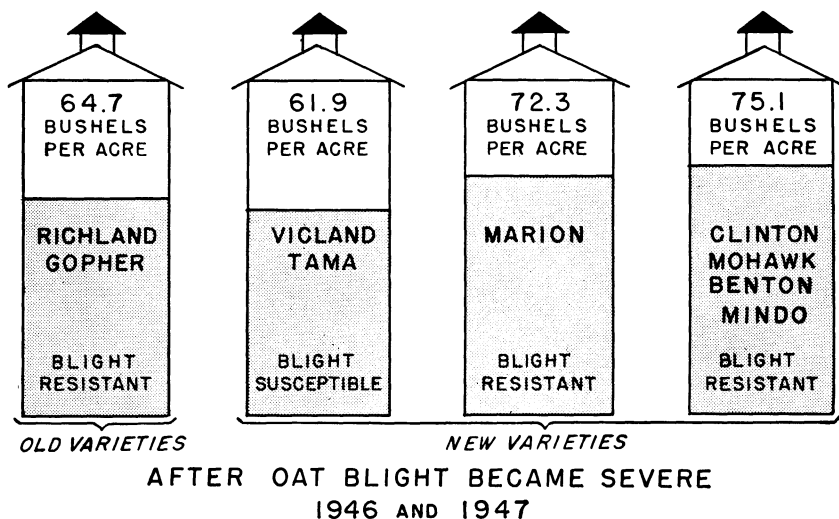 64.7
BUSHELS
PER ACRE
RICHLAND
GOPHER
BLIGHT
RESISTANT
61.9
BUSHELS
PER ACRE
VICLAND
TAMA
BLIGHT
SUSCEPTIBLE
72.3
BUSHELS
PER ACRE
MARION
BLIGHT
RESISTANT
75.1
BUSHELS
PER ACRE
CLINTON
MOHAWK
BENTON
MINDO
BLIGHT
RESISTANT
OLD VARIETIES
NEW VARIETIES
AFTER OAT BLIGHT BECAME SEVERE
1946 AND 1947